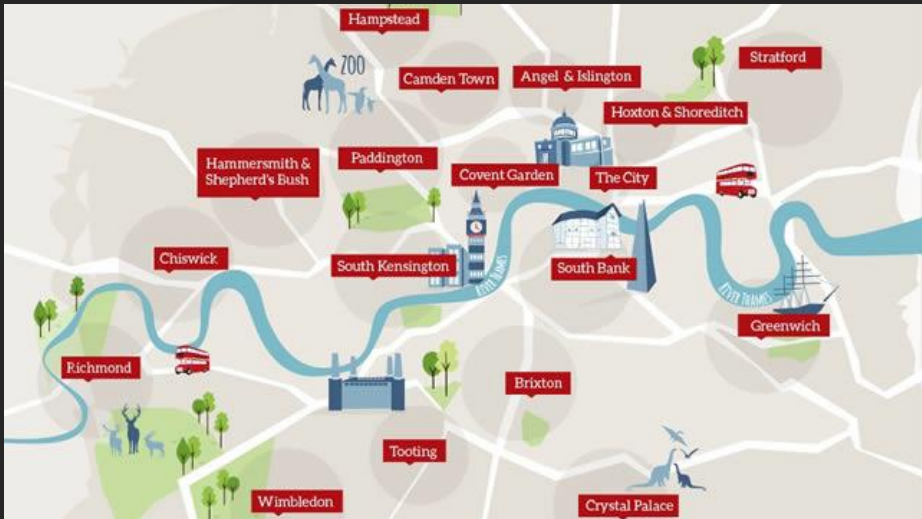 Hampstead
ZOO
Camden Town
Angel & Islington
Stratford
Hoxton & Shoreditch
Hammersmith &
Shepherd's Bush
Paddington
Covent Garden
The City
Chiswick
South Kensington
RIVER THAMES
South Bank
RIVER THAMES
Greenwich
Richmond
Brixton
Tooting
Wimbledon
Crystal Palace